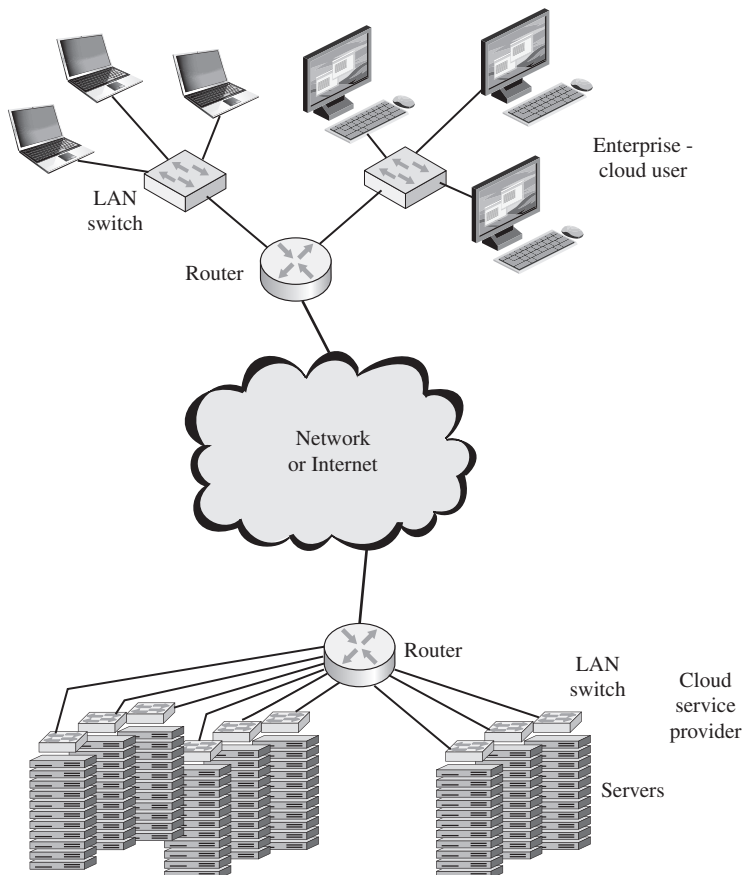 Enterprise -
cloud user
LAN
switch
Router
Network
or Internet
Router
LAN
switch
Cloud
service
provider
Servers